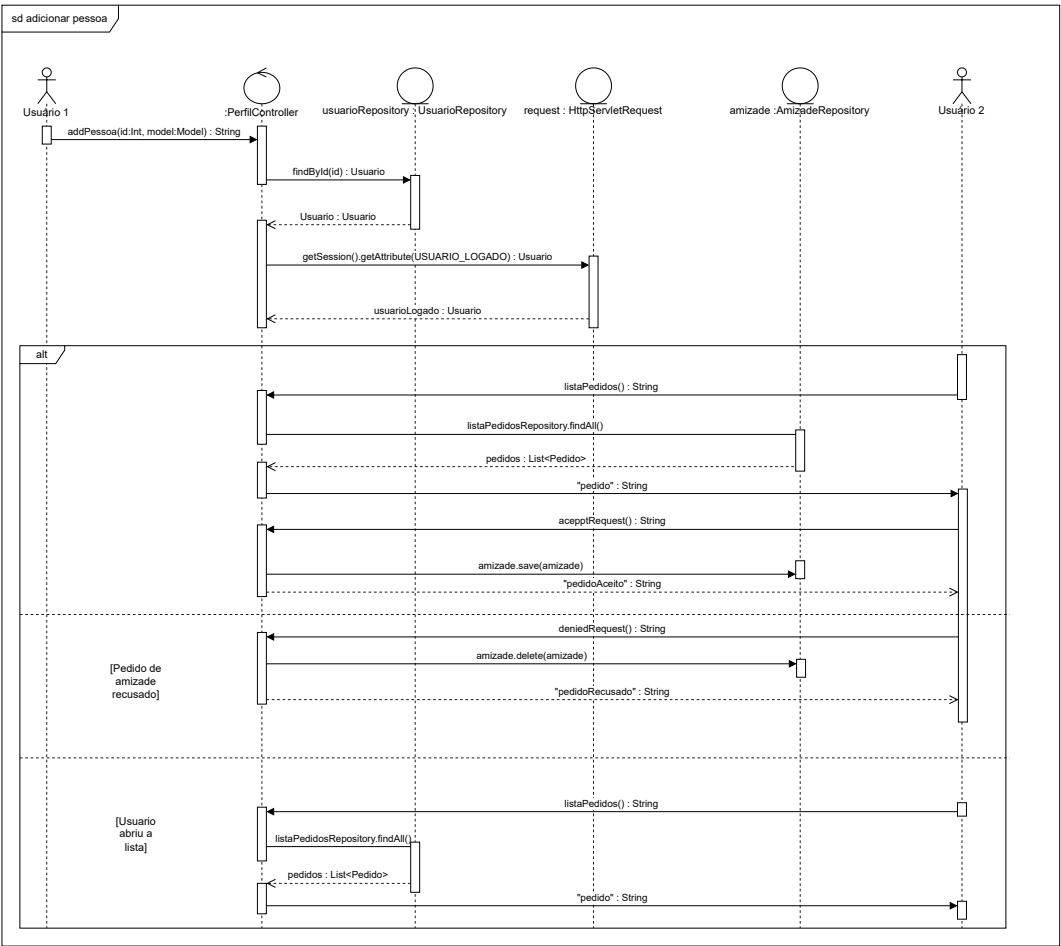 sd adicionar pessoa
Usuário 1
:PerfilController
usuarioRepository : UsuarioRepository
request : HttpServletRequest
amizade :AmizadeRepository
Usuário 2
addPessoa(id:Int, model:Model) : String
findById(id) : Usuario
Usuario : Usuario
getSession().getAttribute(USUARIO_LOGADO) : Usuario
usuarioLogado : Usuario
alt
listaPedidos() : String
listaPedidosRepository.findAll()
pedidos : List<Pedido>
"pedido" : String
acepptRequest() : String
amizade.save(amizade)
"pedidoAceito" : String
deniedRequest() : String
[Pedido de
amizade
recusado]
amizade.delete(amizade)
"pedidoRecusado" : String
listaPedidos() : String
[Usuario
abriu a
lista]
listaPedidosRepository.findAll()
pedidos : List<Pedido>
"pedido" : String